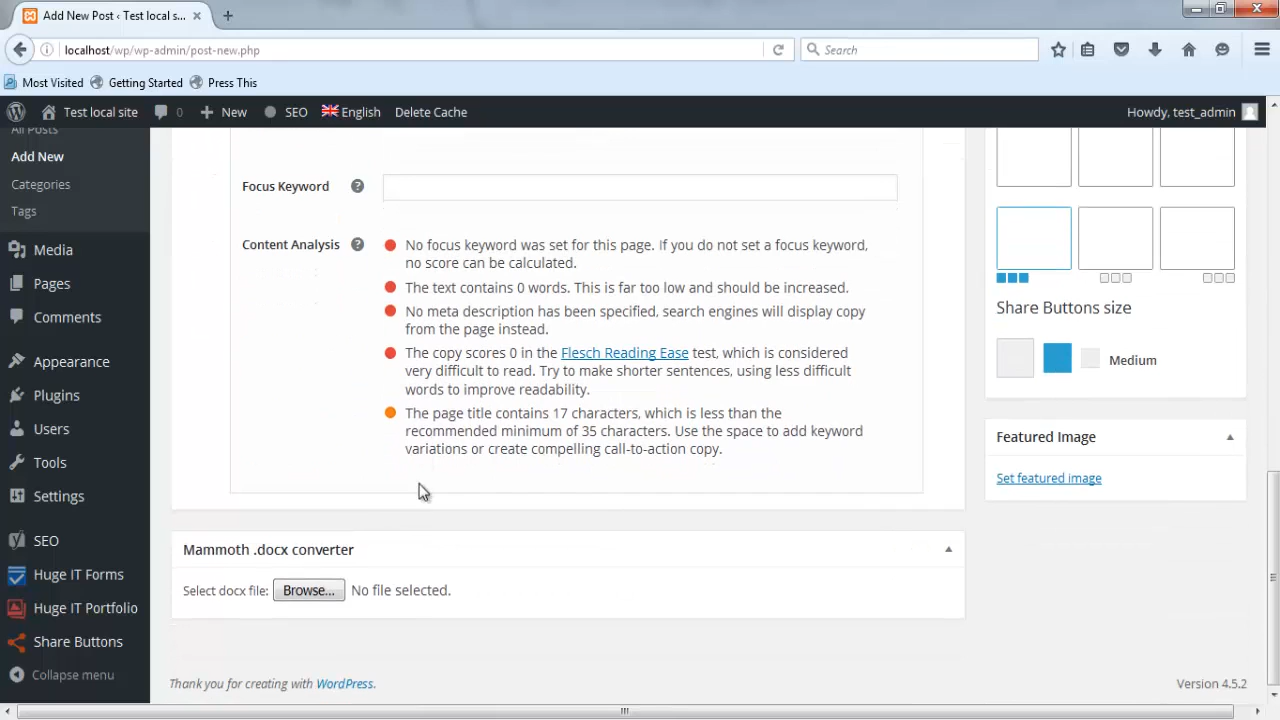 Add New Post ‹ Test local s...
localhost/wp/wp-admin/post-new.php
Search
Most Visited
Getting Started
Press This
Test local site
0
New
SEO
English
Delete Cache
Howdy, test_admin
All Posts
Add New
Categories
Tags
Media
Pages
Comments
Appearance
Plugins
Users
Tools
Settings
SEO
Huge IT Forms
Huge IT Portfolio
Share Buttons
Collapse menu
Focus Keyword
Content Analysis
No focus keyword was set for this page. If you do not set a focus keyword,
no score can be calculated.
The text contains 0 words. This is far too low and should be increased.
No meta description has been specified, search engines will display copy
from the page instead.
The copy scores 0 in the Flesch Reading Ease test, which is considered
very difficult to read. Try to make shorter sentences, using less difficult
words to improve readability.
The page title contains 17 characters, which is less than the
recommended minimum of 35 characters. Use the space to add keyword
variations or create compelling call-to-action copy.
Mammoth .docx converter
Select docx file:
Browse...
No file selected.
Share Buttons size
Medium
Featured Image
Set featured image
Thank you for creating with WordPress.
Version 4.5.2